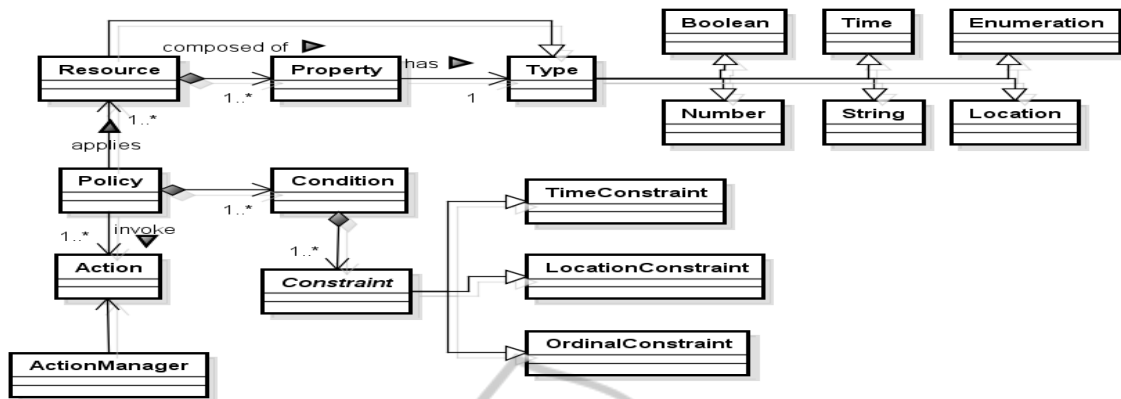 Boolean
Time
Enumeration
composed of
Resource
Property
has
Type
1..*
1
1..*
Number
String
Location
applies
Policy
Condition
TimeConstraint
1..*
1..*
invoke
1..*
Action
Constraint
LocationConstraint
ActionManager
OrdinalConstraint